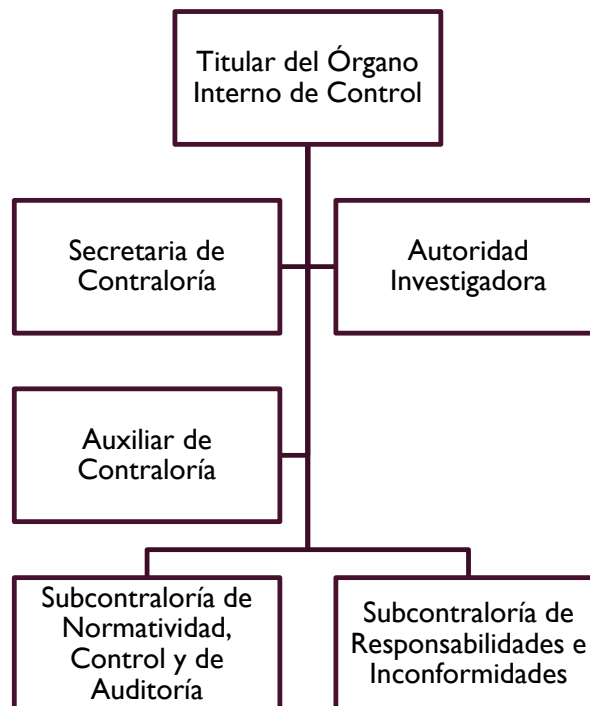 Titular del Órgano
Interno de Control
Secretaria de
Contraloría
Autoridad
Investigadora
Auxiliar de
Contraloría
Subcontraloría de
Normatividad,
Control y de
Auditoría
Subcontraloría de
Responsabilidades e
Inconformidades